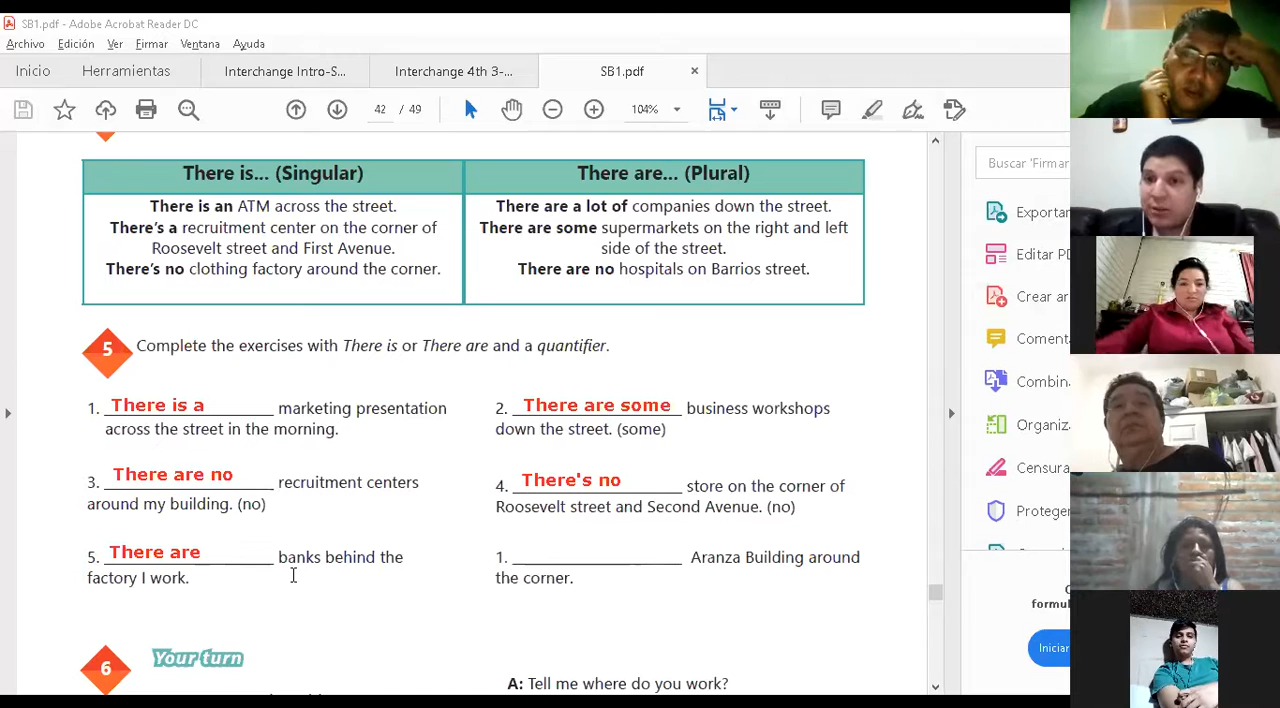 SB1.pdf - Adobe Acrobat Reader DC
Archivo Edición Ver Firmar Ventana Ayuda
Inicio Herramientas Interchange Intro-S... Interchange 4th 3-... SB1.pdf ×
42 / 49 104%
There is... (Singular) There are... (Plural)
There is an ATM across the street.
There's a recruitment center on the corner of
Roosevelt street and First Avenue.
There's no clothing factory around the corner.
There are a lot of companies down the street.
There are some supermarkets on the right and left
side of the street.
There are no hospitals on Barrios street.
5 Complete the exercise with There is or There are and a quantifier.
1. There is a marketing presentation
across the street in the morning.
2. There are some business workshops
down the street. (some)
3. There are no recruitment centers
around my building. (no)
4. There's no store on the corner of
Roosevelt street and Second Avenue. (no)
5. There are banks behind the
factory I work.
1. Aranza Building around
the corner.
6 Your turn
A: Tell me where do you work?
Buscar 'Firmar
Exportar
Editar PD
Crear ar
Comenta
Combin
Organiz
Censura
Proteger
formu
Iniciar